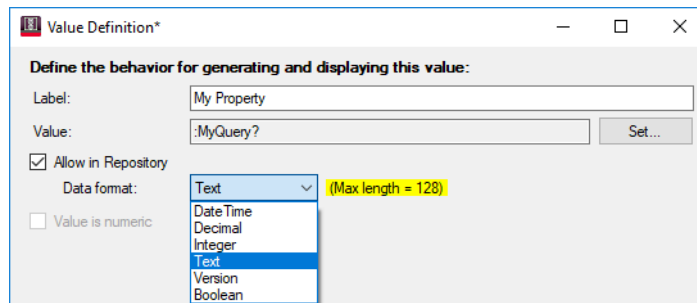 Value Definition*
Define the behavior for generating and displaying this value:
Label: My Property
Value: :MyQuery? Set...
Allow in Repository
Data format: Text (Max length = 128)
DateTime
Value is numeric Decimal
Integer
Text
Version
Boolean